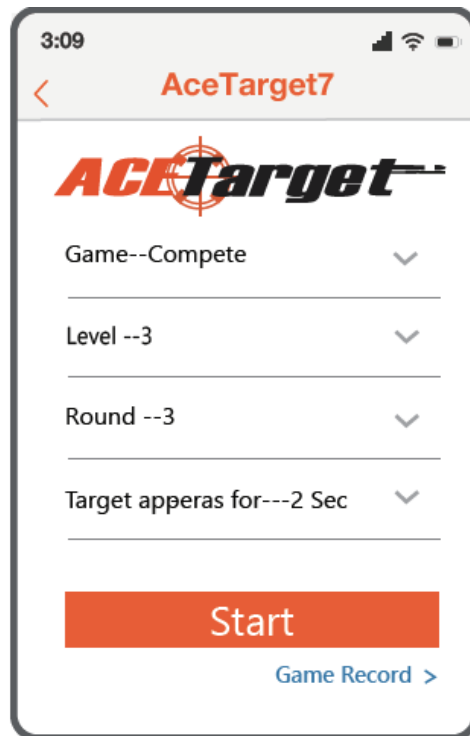 3:09
AceTarget7
ACETarget
Game--Compete
Level --3
Round --3
Target apperas for---2 Sec
Start
Game Record >